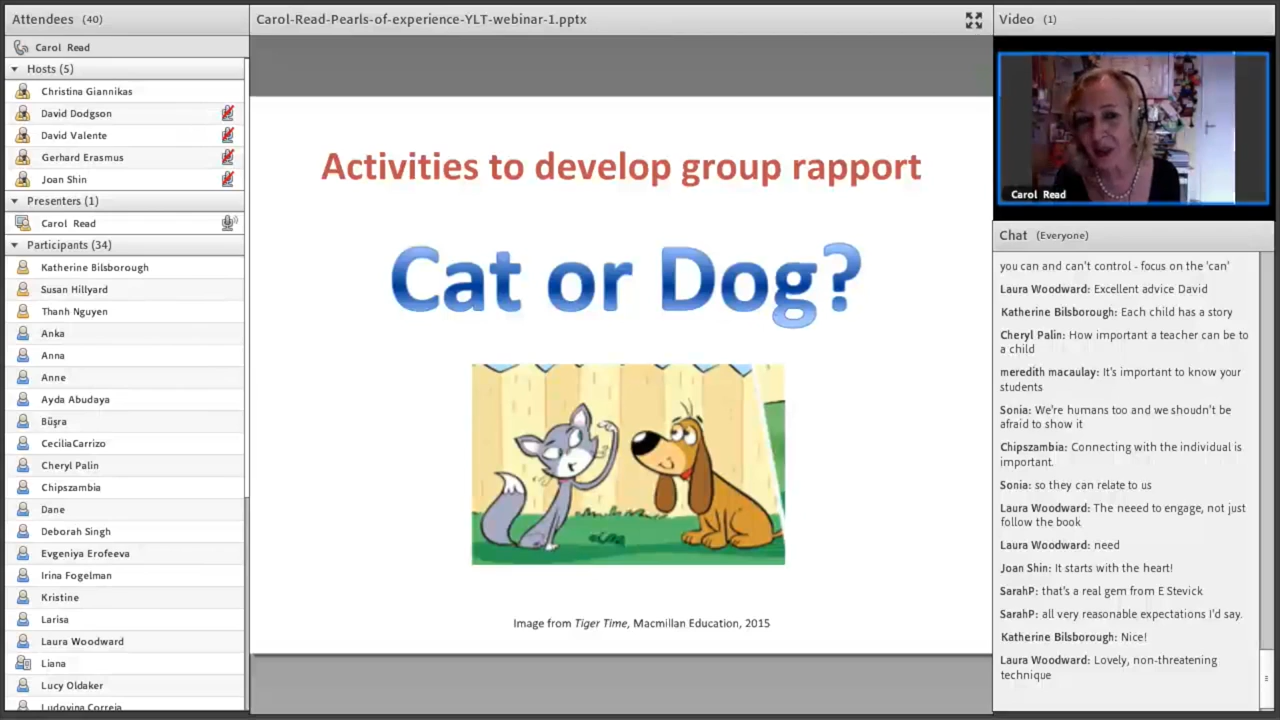 Attendees (40)
Carol Read
Hosts (5)
Christina Giannikas
David Dodgson
David Valente
Gerhard Erasmus
Joan Shin
Presenters (1)
Carol Read
Participants (34)
Katherine Bilsborough
Susan Hillyard
Thanh Nguyen
Anka
Anna
Anne
Ayda Abudaya
Büşra
CeciliaCarrizo
Cheryl Palin
Chipszambia
Dane
Deborah Singh
Evgeniya Erofeeva
Irina Fogelman
Kristine
Larisa
Laura Woodward
Liana
Lucy Oldaker
Ludovina Correia
Carol-Read-Pearls-of-experience-YLT-webinar-1.pptx
Activities to develop group rapport
Cat or Dog?
Image from Tiger Time, Macmillan Education, 2015
Video (1)
Carol Read
Chat (Everyone)
you can and can't control - focus on the 'can'
Laura Woodward: Excellent advice David
Katherine Bilsborough: Each child has a story
Cheryl Palin: How important a teacher can be to
a child
meredith macaulay: It's important to know your
students
Sonia: We're humans too and we shoudn't be
afraid to show it
Chipszambia: Connecting with the individual is
important.
Sonia: so they can relate to us
Laura Woodward: The neeed to engage, not just
follow the book
Laura Woodward: need
Joan Shin: It starts with the heart!
SarahP: that's a real gem from E Stevick
SarahP: all very reasonable expectations I'd say.
Katherine Bilsborough: Nice!
Laura Woodward: Lovely, non-threatening
technique